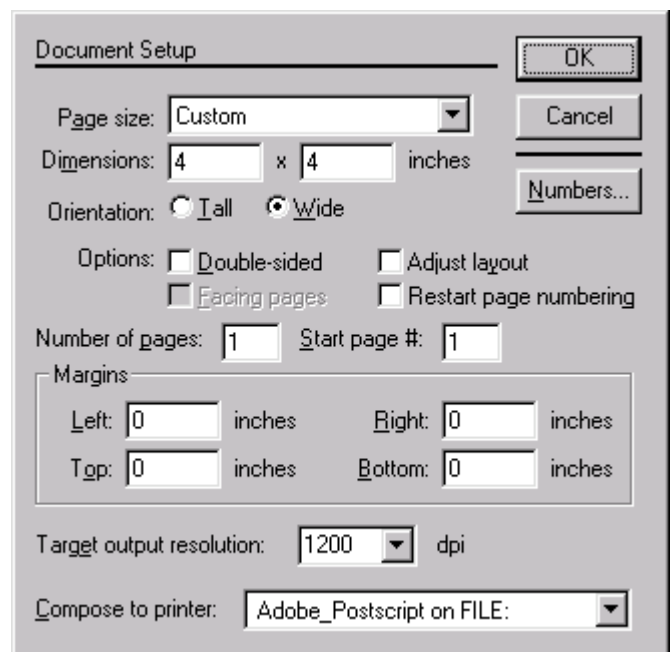 Document Setup
OK
Page size: Custom
Cancel
Dimensions: 4 x 4 inches
Numbers...
Orientation: Tall Wide
Options: Double-sided Adjust layout
Facing pages Restart page numbering
Number of pages: 1 Start page #: 1
Margins
Left: 0 inches Right: 0 inches
Top: 0 inches Bottom: 0 inches
Target output resolution: 1200 dpi
Compose to printer: Adobe_Postscript on FILE: